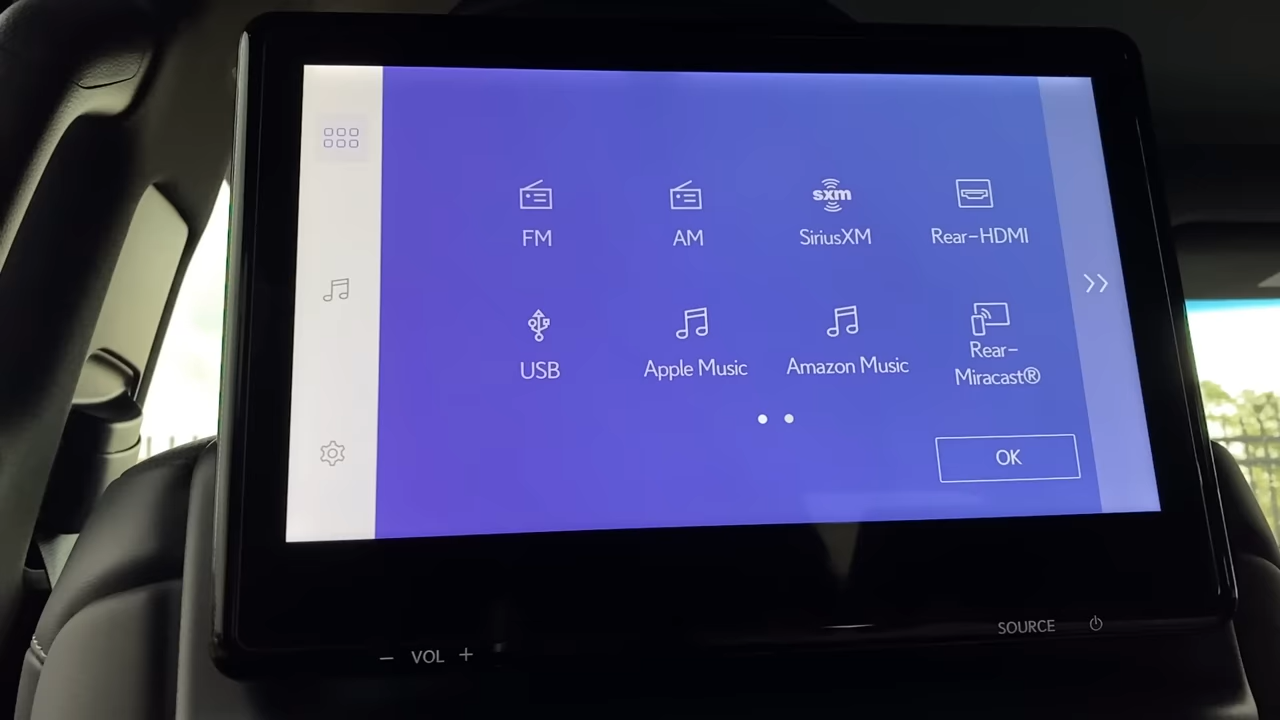 FM
AM
sxm
SiriusXM
Rear-HDMI
USB
Apple Music
Amazon Music
Rear-
Miracast®
OK
SOURCE
- VOL +